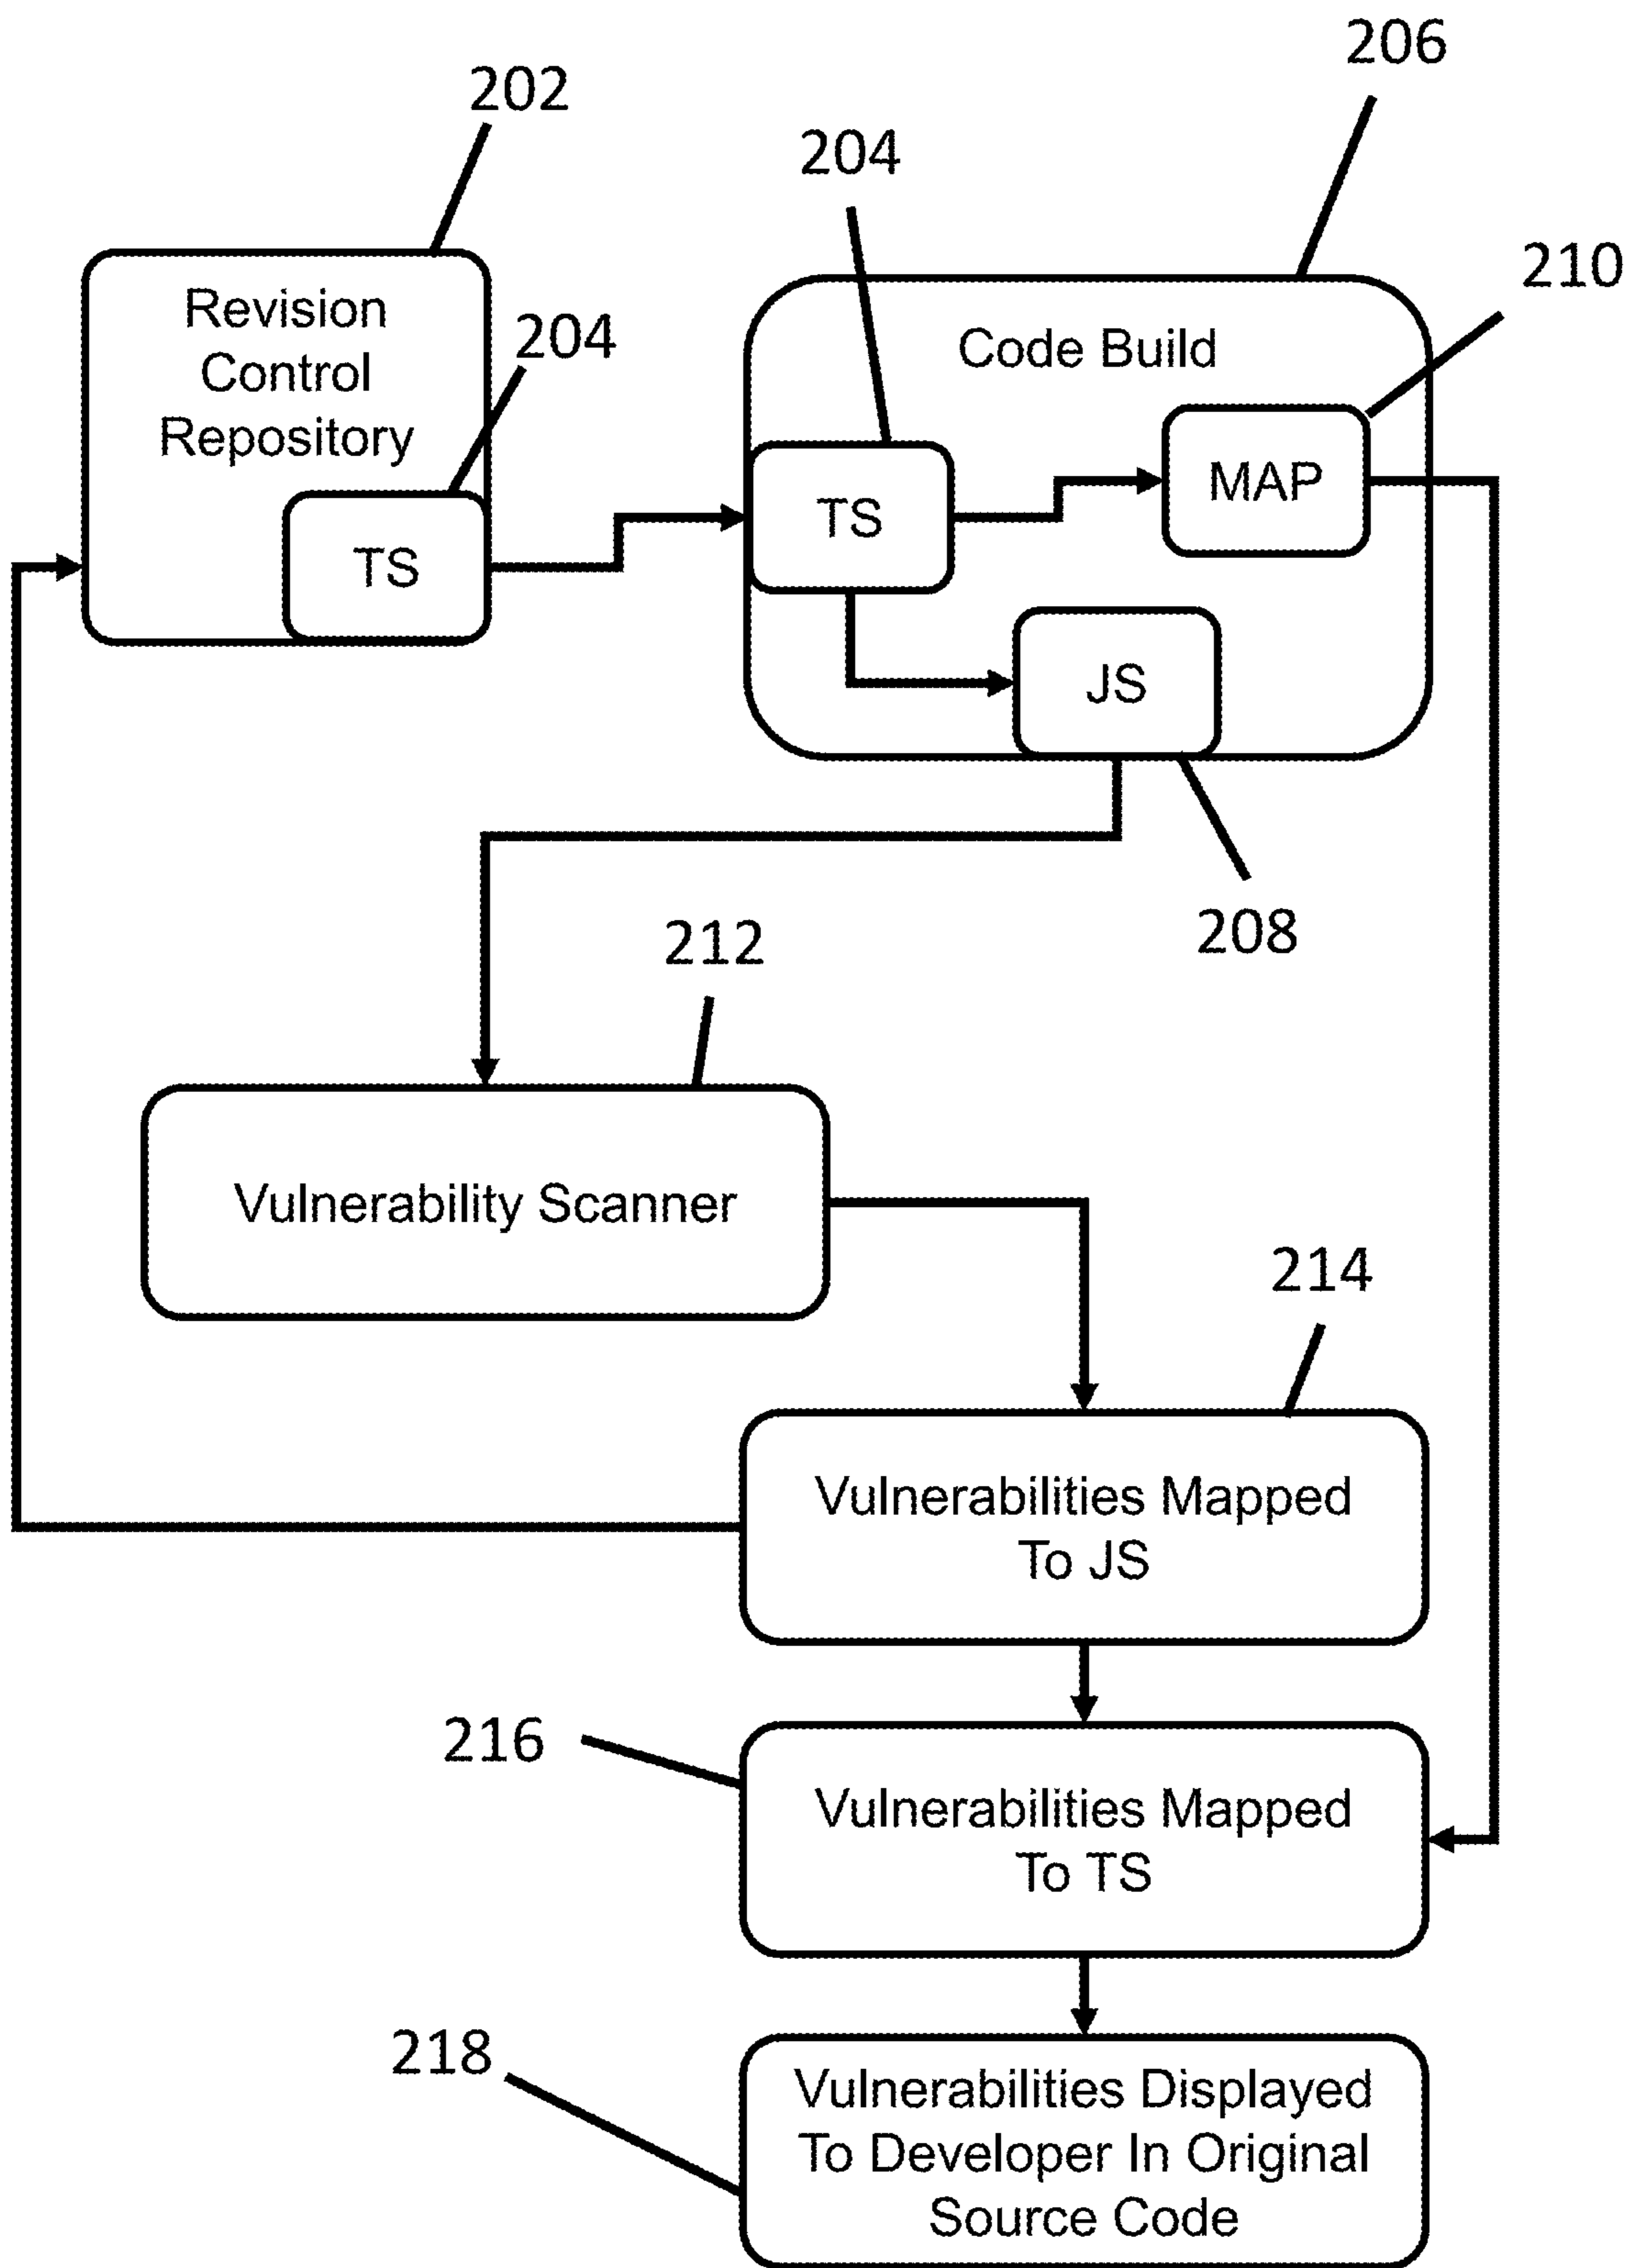 206
202
204
210
Revision
Control
Repository
204
Code Build
MAP
TS
TS
JS
208
212
Vulnerability Scanner
214
Vulnerabilities Mapped
To JS
216
Vulnerabilities Mapped
To TS
218
Vulnerabilities Displayed
To Developer In Original
Source Code